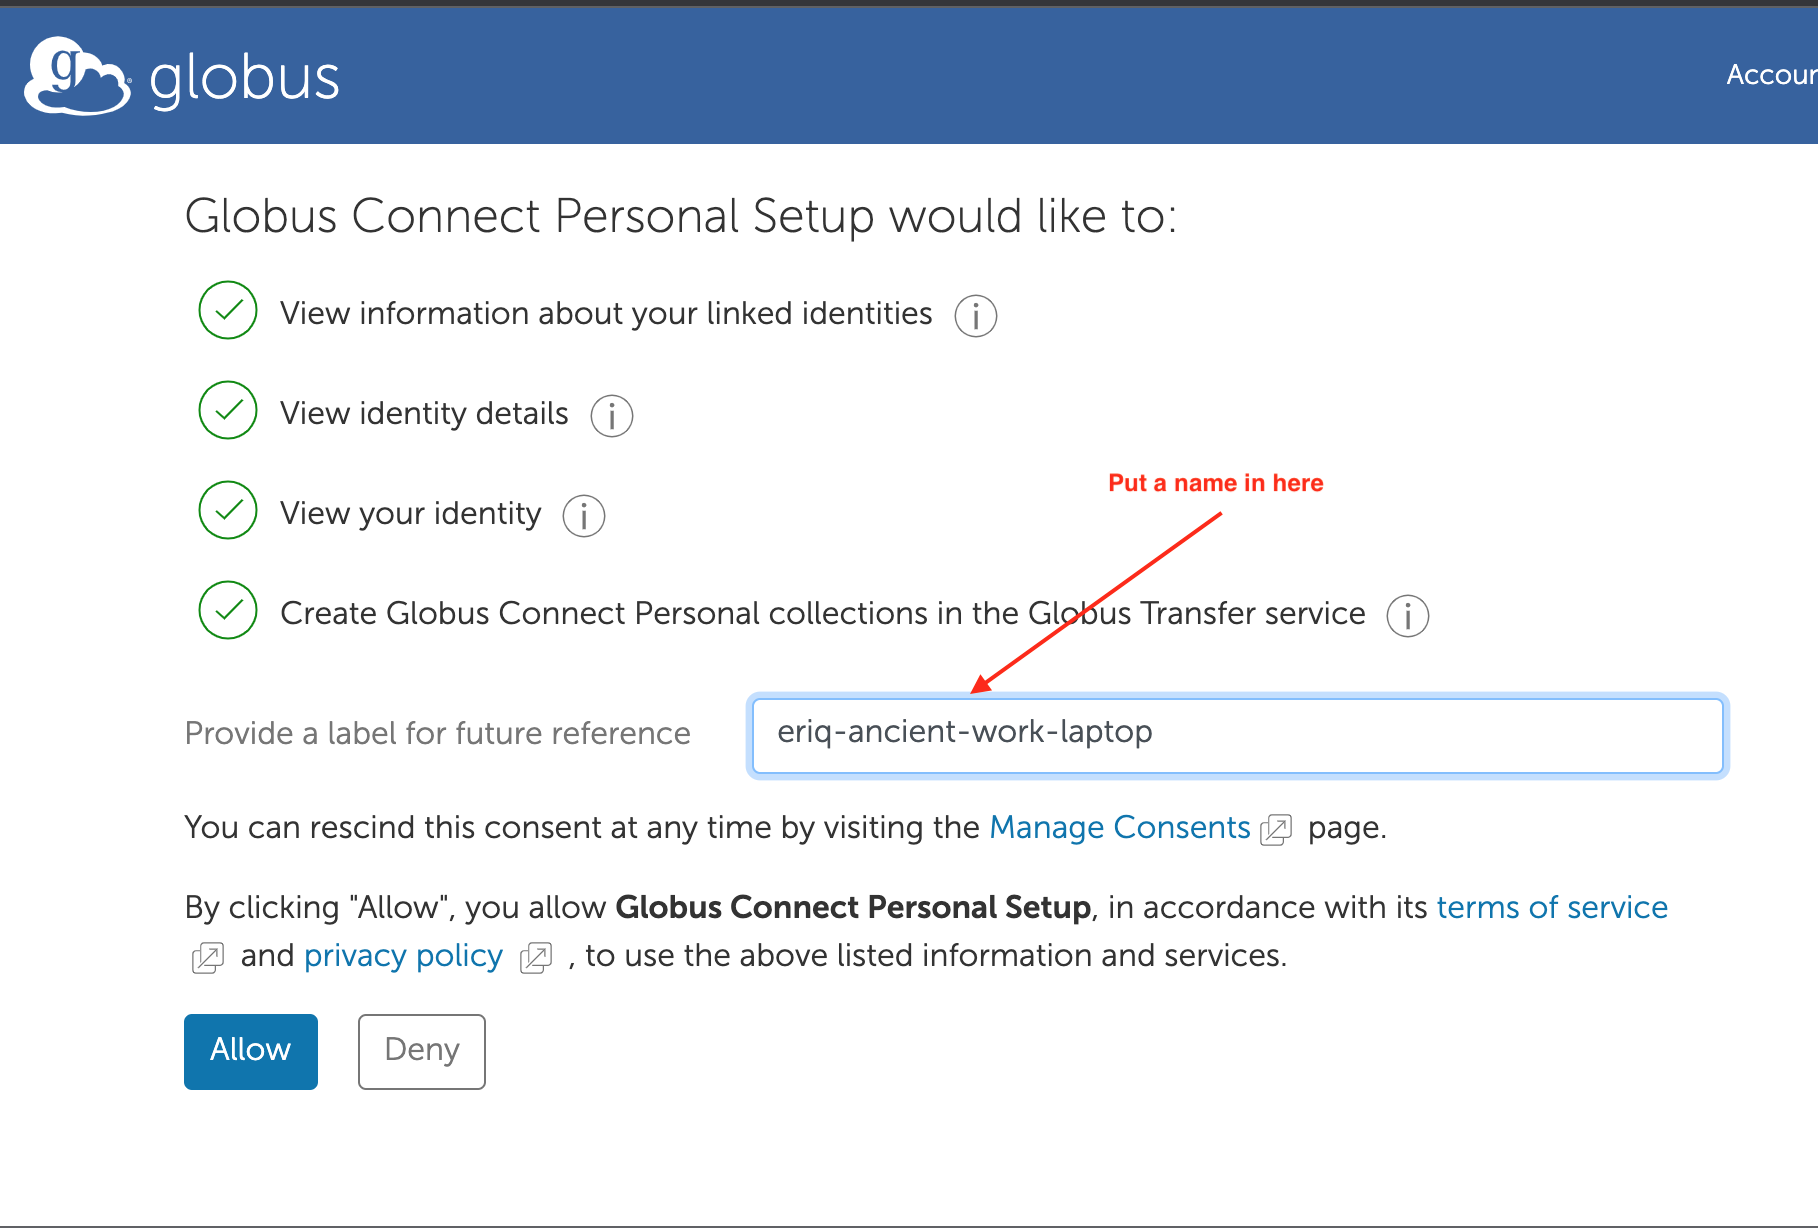 globus
Accoun
Globus Connect Personal Setup would like to:
View information about your linked identities
View identity details
Put a name in here
View your identity
Create Globus Connect Personal collections in the Globus Transfer service
Provide a label for future reference eriq-ancient-work-laptop
You can rescind this consent at any time by visiting the Manage Consents page.
By clicking "Allow", you allow Globus Connect Personal Setup, in accordance with its terms of service
and privacy policy , to use the above listed information and services.
Allow Deny